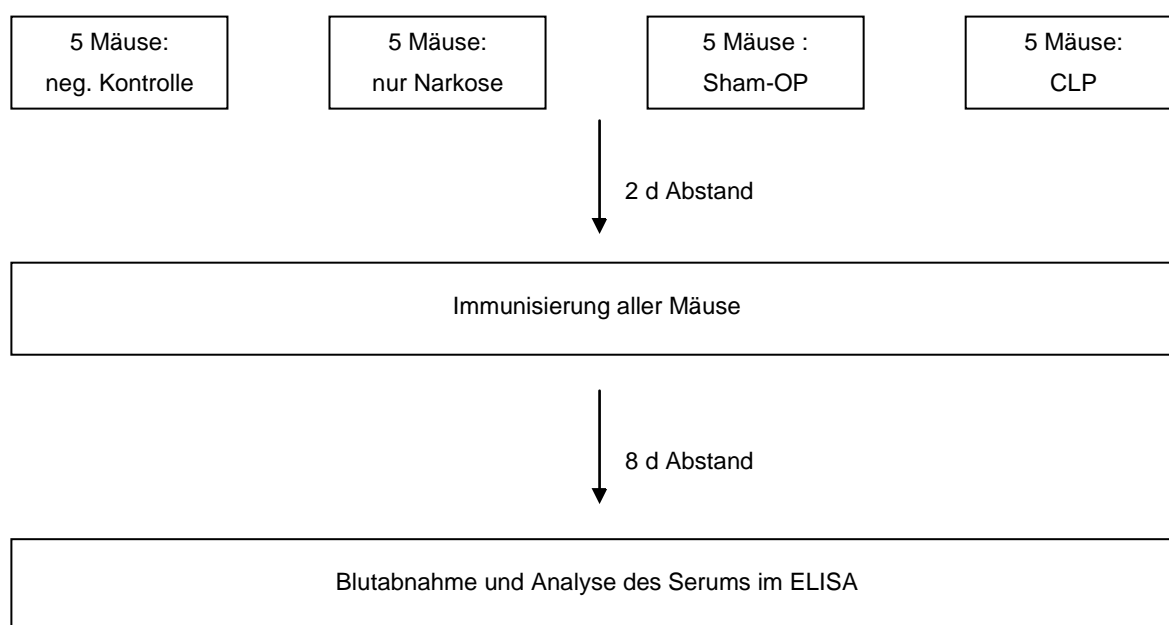 5 Mäuse:
neg. Kontrolle
5 Mäuse:
nur Narkose
5 Mäuse :
Sham-OP
5 Mäuse:
CLP
2 d Abstand
Immunisierung aller Mäuse
8 d Abstand
Blutabnahme und Analyse des Serums im ELISA